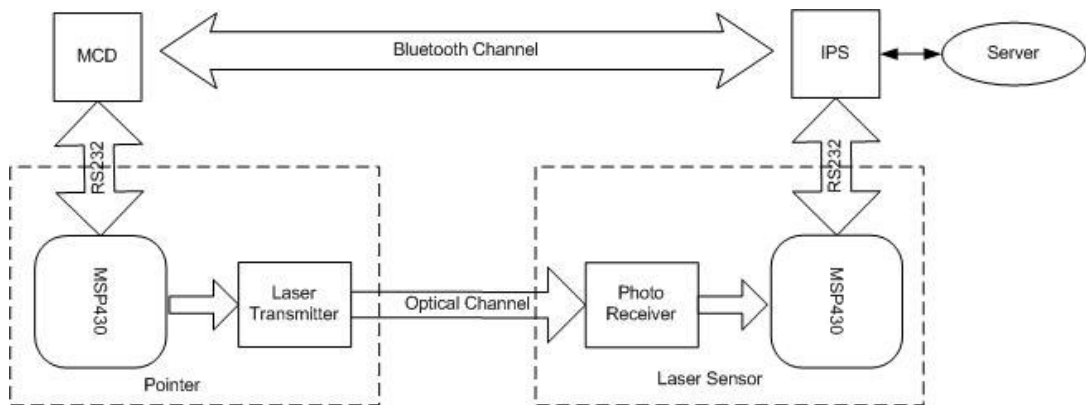 MCD
Bluetooth Channel
IPS
Server
RS232
RS232
MSP430
Laser
Transmitter
Optical Channel
Photo
Receiver
MSP430
Pointer
Laser Sensor